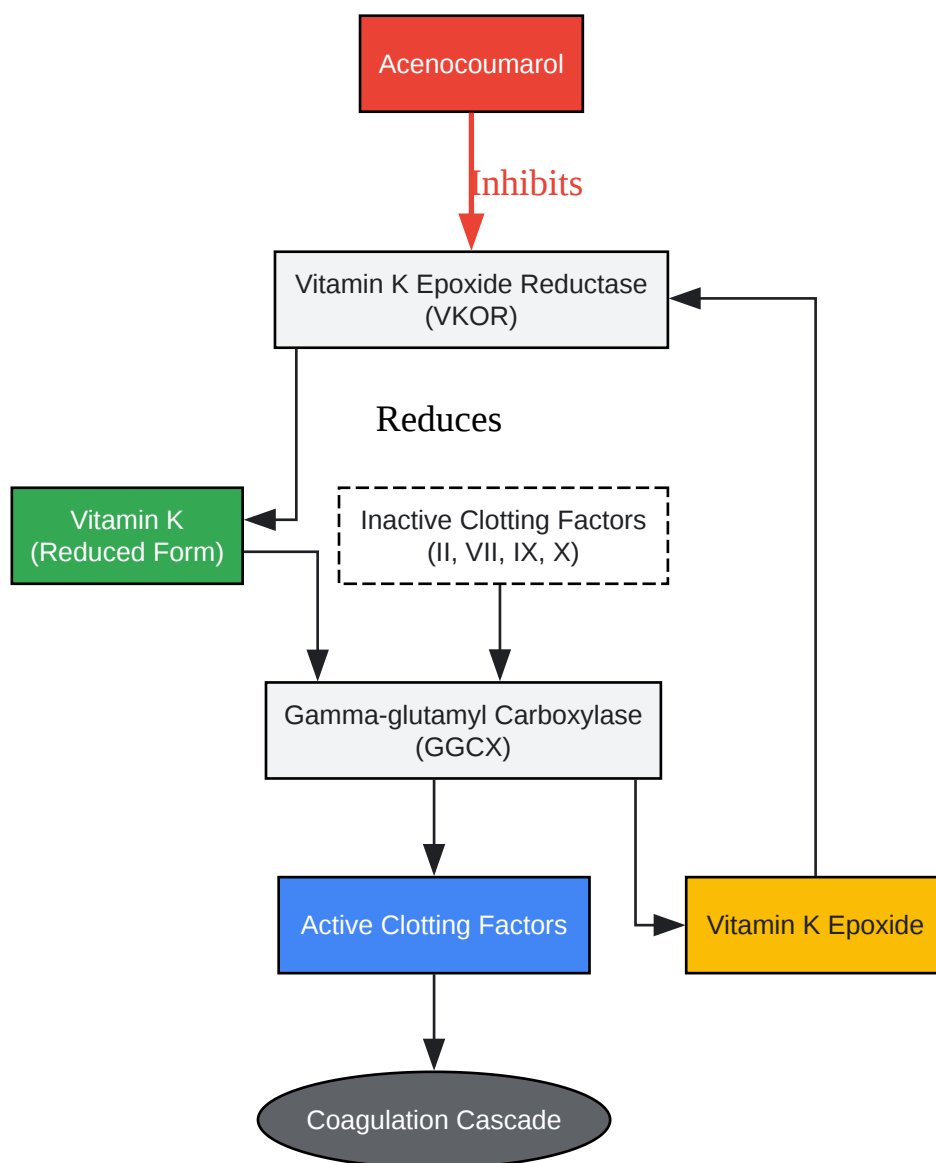 Acenocoumarol
Inhibits
Vitamin K Epoxide Reductase
(VKOR)
Reduces
Vitamin K
(Reduced Form)
Inactive Clotting Factors
(II, VII, IX, X)
Gamma-glutamyl Carboxylase
(GGCX)
Active Clotting Factors
Vitamin K Epoxide
Coagulation Cascade